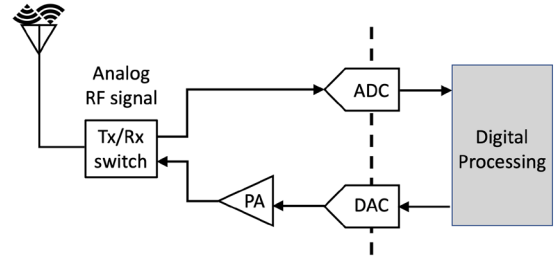 Analog
RF signal
Tx/Rx
switch
ADC
PA
DAC
Digital
Processing